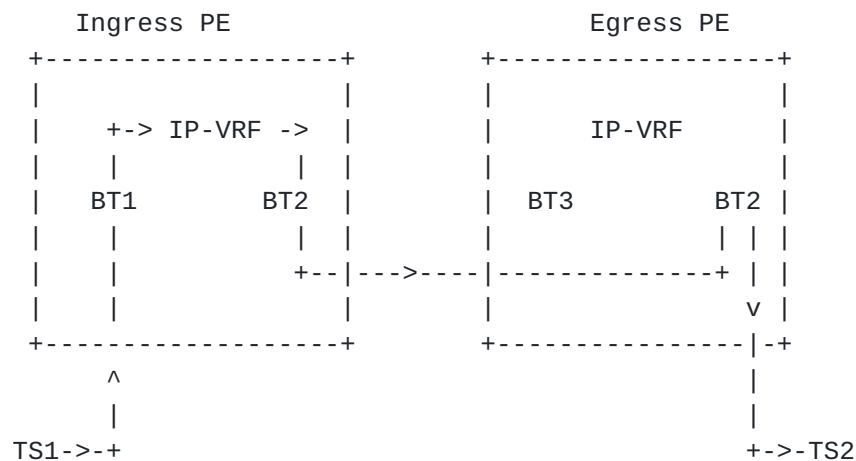 Ingress PE Egress PE
+-------------------+ +------------------+
| | | |
| +-> IP-VRF -> | | IP-VRF |
| | | | | |
| BT1 BT2 | | BT3 BT2 |
| | | | | | | |
| | +--|--->----|--------------+ | |
| | | | v |
+-------------------+ +----------------|-+
^ |
| |
TS1->-+ +->-TS2